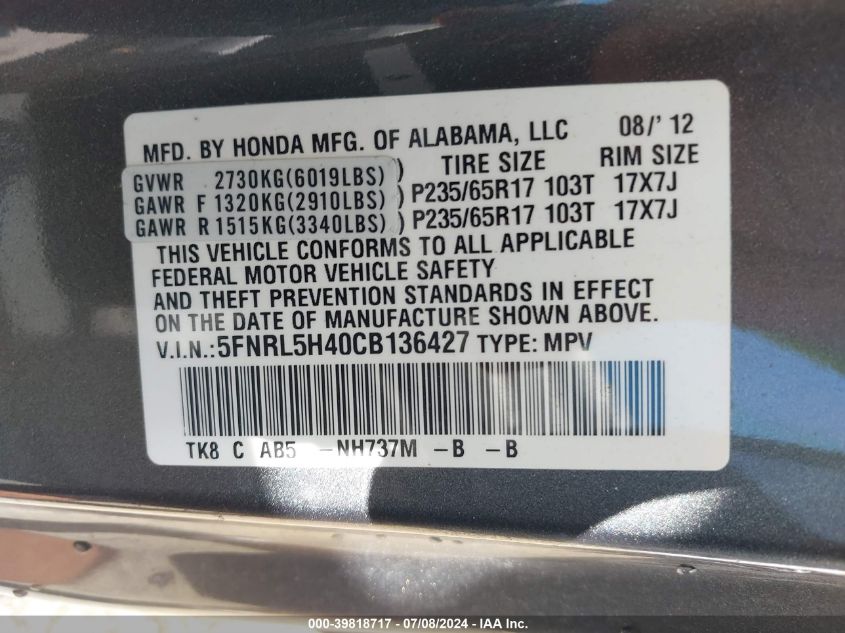 MFD. BY HONDA MFG. OF ALABAMA, LLC 08/' 12
TIRE SIZE RIM SIZE
GVWR 2730KG(6019LBS)
GAWR F 1320KG(2910LBS) ) P235/65R17 103T 17X7J
GAWR R 1515KG(3340LBS) ) P235/65R17 103T 17X7J
THIS VEHICLE CONFORMS TO ALL APPLICABLE
FEDERAL MOTOR VEHICLE SAFETY
AND THEFT PREVENTION STANDARDS IN EFFECT
ON THE DATE OF MANUFACTURE SHOWN ABOVE.
V.I.N.:5FNRL5H40CB136427 TYPE: MPV
TK8 C AB5 -NH737M -B -B
000-39818717 - 07/08/2024 - IAA Inc.